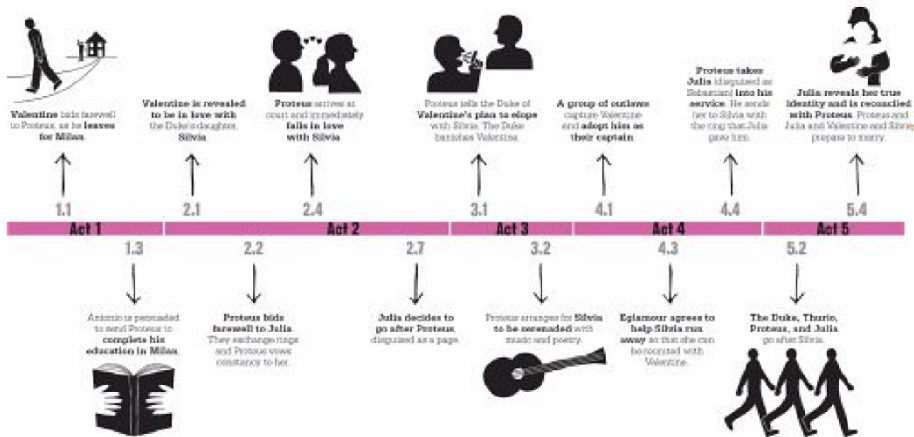 Valentine bids farewell
to Proteus, as he leaves
for Milan.
Valentine is revealed
to be in love with
the Duke's daughter,
Silvia.
Proteus arrives at
court and immediately
falls in love
with Silvia.
Proteus tells the Duke of
Valentine's plan to elope
with Silvia. The Duke
banishes Valentine.
A group of outlaws
capture Valentine
and adopt him as
their captain.
Proteus takes
Julia (disguised as
Sebastian) into his
service. He sends
her to Silvia with
the ring that Julia
gave him.
Julia reveals her true
identity and is reconciled
with Proteus. Proteus and
Julia and Valentine and Silvia
prepare to marry.
1.1
2.1
2.4
3.1
4.1
4.4
5.4
Act 1
Act 2
Act 3
Act 4
Act 5
1.3
2.2
2.7
3.2
4.3
5.2
Antonio is persuaded
to send Proteus to
complete his
education in Milan.
Proteus bids
farewell to Julia.
They exchange rings
and Proteus vows
constancy to her.
Julia decides to
go after Proteus,
disguised as a page.
Proteus arranges for Silvia
to be serenaded with
music and poetry.
Eglamour agrees to
help Silvia run
away so that she can
be reunited with
Valentine.
The Duke, Thurio,
Proteus, and Julia
go after Silvia.